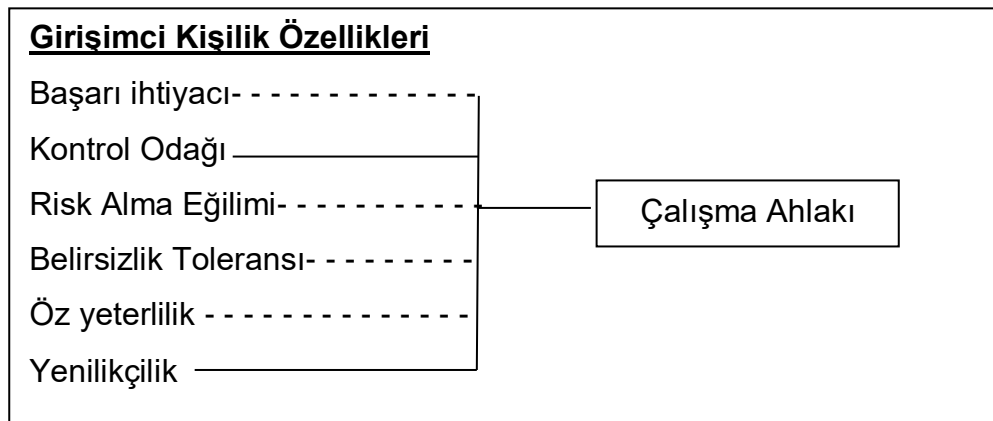 Girişimci Kişilik Özellikleri
Başarı ihtiyacı
Kontrol Odağı
Risk Alma Eğilimi
Çalışma Ahlakı
Belirsizlik Toleransı
Öz yeterlilik
Yenilikçilik